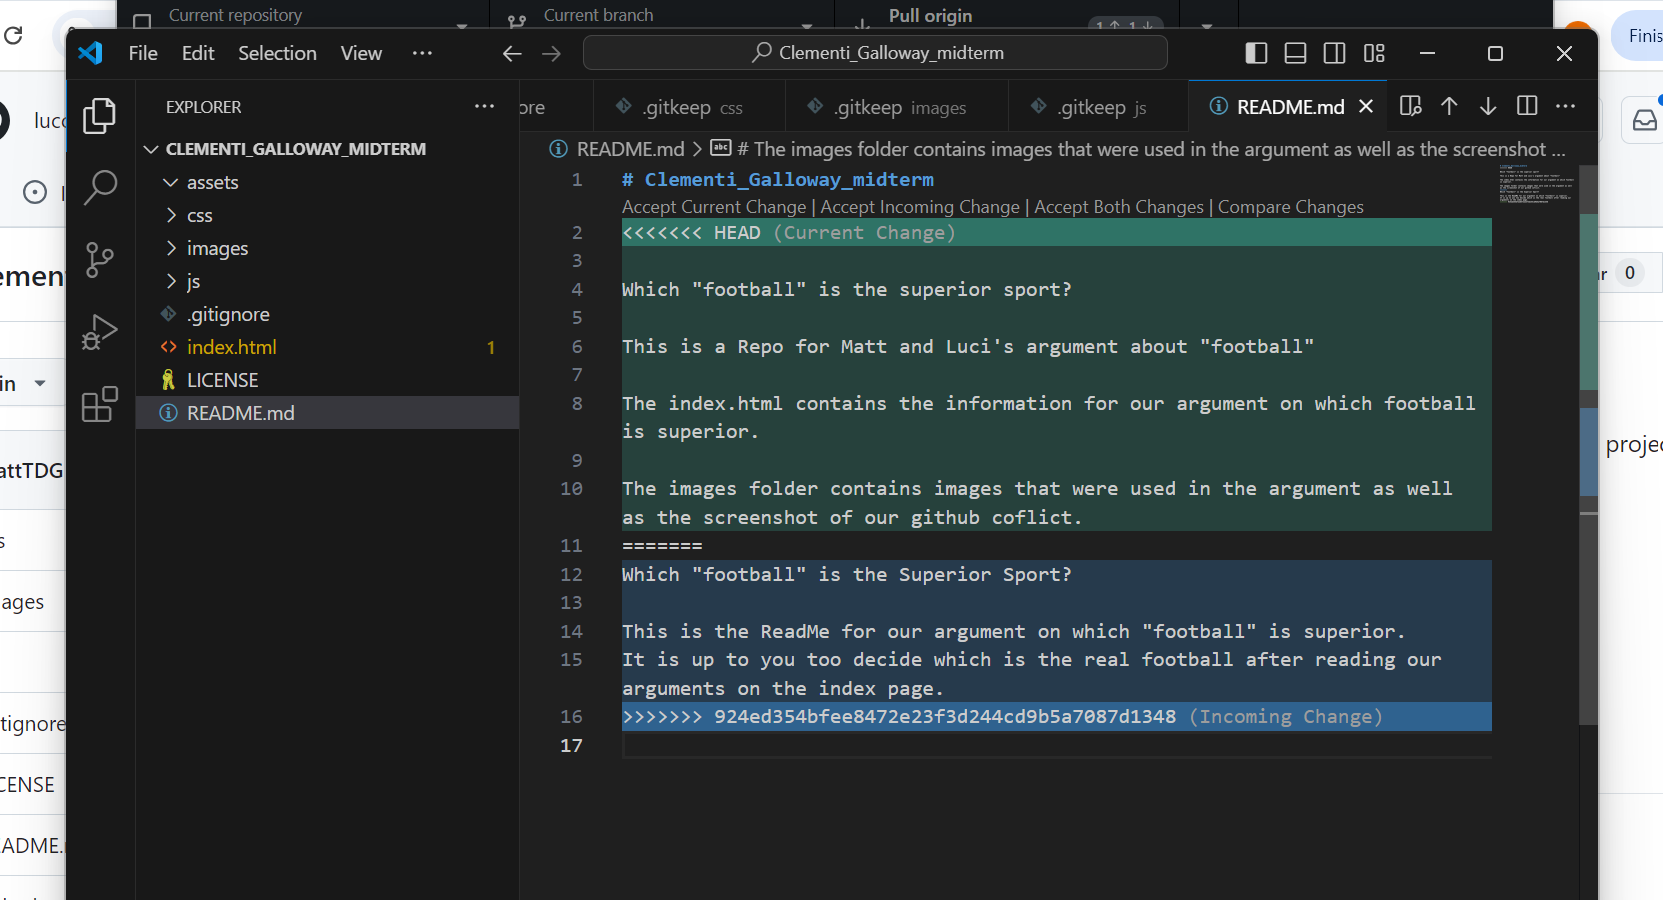 Current repository
Current branch
Pull origin
1 ↑ 1 ↓
Finis
File Edit Selection View ···
Clementi_Galloway_midterm
EXPLORER
ore
.gitkeep css
.gitkeep images
.gitkeep js
README.md
lucc
CLEMENTI_GALLOWAY_MIDTERM
README.md > # The images folder contains images that were used in the argument as well as the screenshot ...
assets
css
images
js
.gitignore
index.html 1
LICENSE
README.md
1 # Clementi_Galloway_midterm
Accept Current Change | Accept Incoming Change | Accept Both Changes | Compare Changes
2 <<<<<<< HEAD (Current Change)
3
4 Which "football" is the superior sport?
5
6 This is a Repo for Matt and Luci's argument about "football"
7
8 The index.html contains the information for our argument on which football
is superior.
9
10 The images folder contains images that were used in the argument as well
as the screenshot of our github coflict.
11 =======
12 Which "football" is the Superior Sport?
13
14 This is the ReadMe for our argument on which "football" is superior.
15 It is up to you too decide which is the real football after reading our
arguments on the index page.
16 >>>>>>> 924ed354bfee8472e23f3d244cd9b5a7087d1348 (Incoming Change)
17
ement
in
attTDG
s
ages
tignore
CENSE
EADME.
ar 0
projec